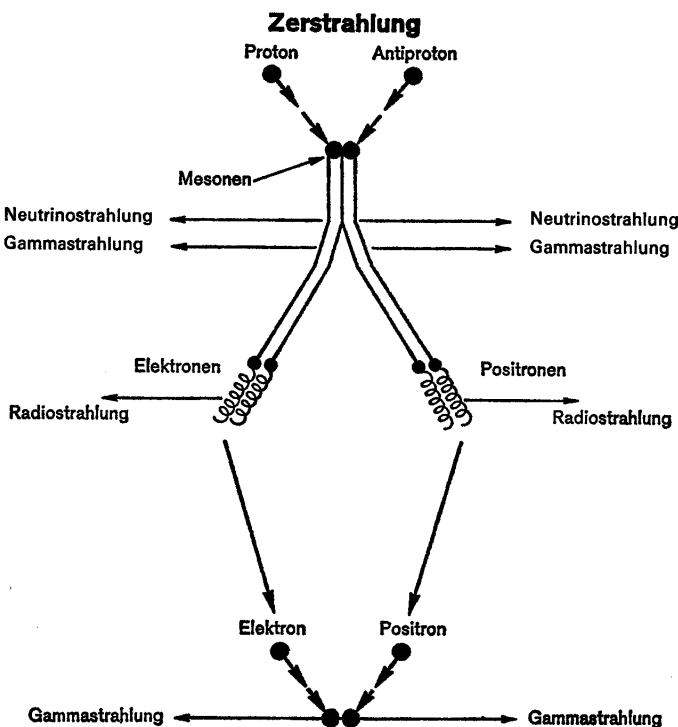 Zerstrahlung
Proton
Antiproton
Mesonen
Neutrinostrahlung
Neutrinostrahlung
Gammastrahlung
Gammastrahlung
Elektronen
Positronen
Radiostrahlung
Radiostrahlung
Elektron
Positron
Gammastrahlung
Gammastrahlung